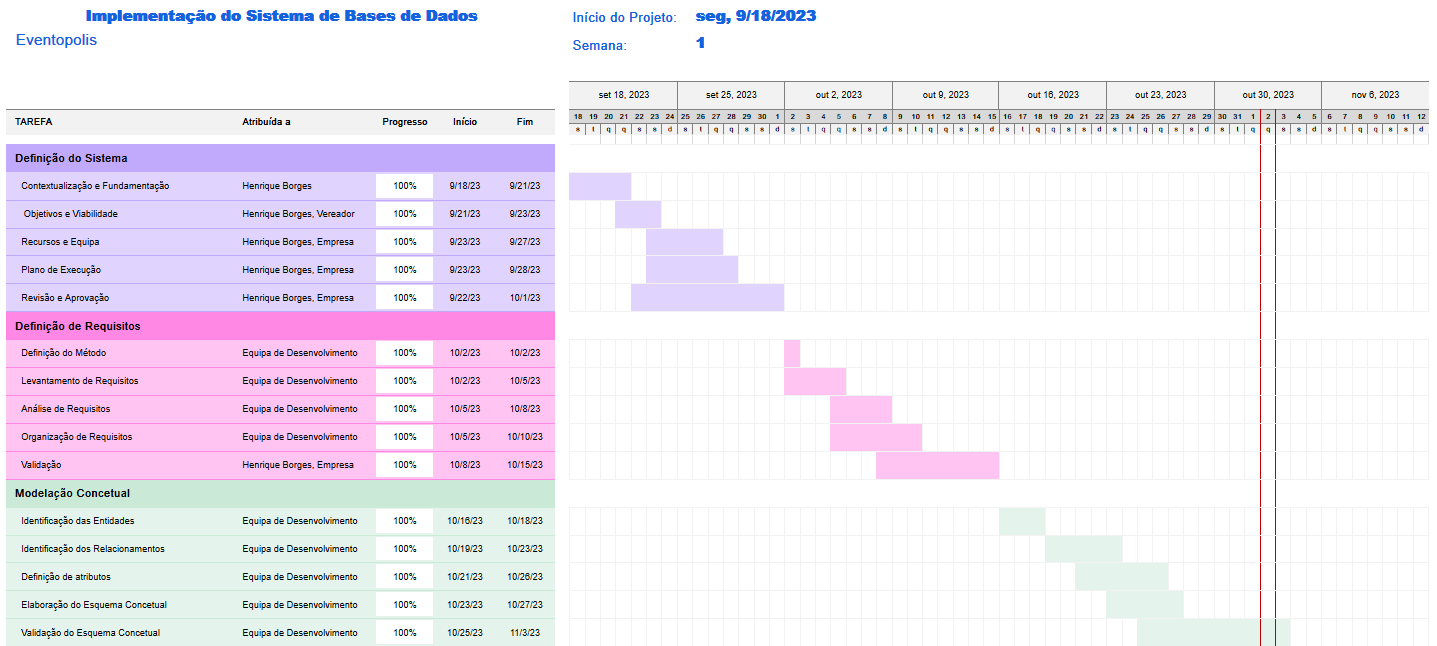 Implementação do Sistema de Bases de Dados
Eventopolis
Início do Projeto: seg, 9/18/2023
Semana: 1
set 18, 2023 set 25, 2023 out 2, 2023 out 9, 2023 out 16, 2023 out 23, 2023 out 30, 2023 nov 6, 2023
18 19 20 21 22 23 24 25 26 27 28 29 30 1 2 3 4 5 6 7 8 9 10 11 12 13 14 15 16 17 18 19 20 21 22 23 24 25 26 27 28 29 30 31 1 2 3 4 5 6 7 8 9 10 11 12
s t q q s s d s t q q s s d s t q q s s d s t q q s s d s t q q s s d s t q q s s d s t q q s s d s t q q s s d
TAREFA Atribuída a Progresso Início Fim
Definição do Sistema
Contextualização e Fundamentação Henrique Borges 100% 9/18/23 9/21/23
Objetivos e Viabilidade Henrique Borges, Vereador 100% 9/21/23 9/23/23
Recursos e Equipa Henrique Borges, Empresa 100% 9/23/23 9/27/23
Plano de Execução Henrique Borges, Empresa 100% 9/23/23 9/28/23
Revisão e Aprovação Henrique Borges, Empresa 100% 9/22/23 10/1/23
Definição de Requisitos
Definição do Método Equipa de Desenvolvimento 100% 10/2/23 10/2/23
Levantamento de Requisitos Equipa de Desenvolvimento 100% 10/2/23 10/5/23
Análise de Requisitos Equipa de Desenvolvimento 100% 10/5/23 10/8/23
Organização de Requisitos Equipa de Desenvolvimento 100% 10/5/23 10/10/23
Validação Henrique Borges, Empresa 100% 10/8/23 10/15/23
Modelação Concetual
Identificação das Entidades Equipa de Desenvolvimento 100% 10/16/23 10/18/23
Identificação dos Relacionamentos Equipa de Desenvolvimento 100% 10/19/23 10/23/23
Definição de atributos Equipa de Desenvolvimento 100% 10/21/23 10/26/23
Elaboração do Esquema Concetual Equipa de Desenvolvimento 100% 10/23/23 10/27/23
Validação do Esquema Concetual Equipa de Desenvolvimento 100% 10/25/23 11/3/23